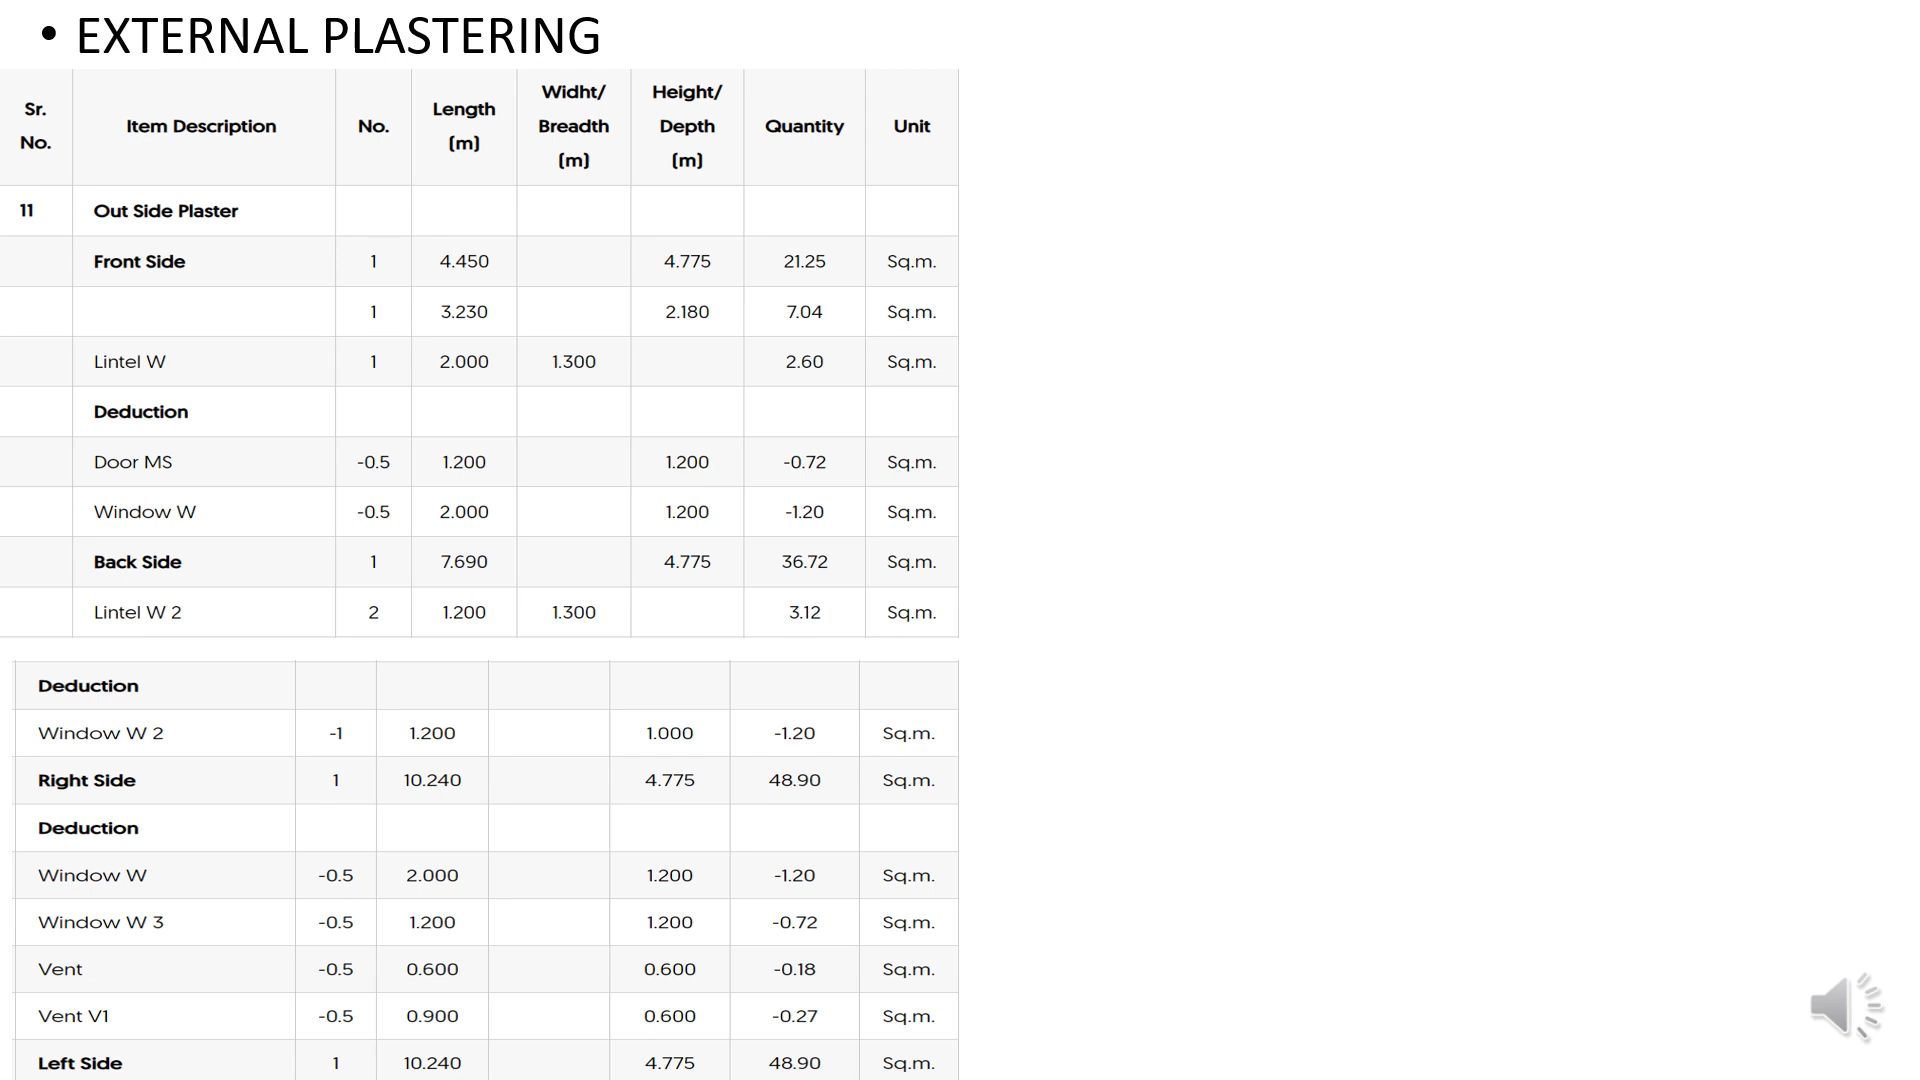 • EXTERNAL PLASTERING
Sr. No. Item Description No. Length (m) Widht/ Breadth (m) Height/ Depth (m) Quantity Unit
11 Out Side Plaster
Front Side 1 4.450 4.775 21.25 Sq.m.
1 3.230 2.180 7.04 Sq.m.
Lintel W 1 2.000 1.300 2.60 Sq.m.
Deduction
Door MS -0.5 1.200 1.200 -0.72 Sq.m.
Window W -0.5 2.000 1.200 -1.20 Sq.m.
Back Side 1 7.690 4.775 36.72 Sq.m.
Lintel W 2 2 1.200 1.300 3.12 Sq.m.
Deduction
Window W 2 -1 1.200 1.000 -1.20 Sq.m.
Right Side 1 10.240 4.775 48.90 Sq.m.
Deduction
Window W -0.5 2.000 1.200 -1.20 Sq.m.
Window W 3 -0.5 1.200 1.200 -0.72 Sq.m.
Vent -0.5 0.600 0.600 -0.18 Sq.m.
Vent V1 -0.5 0.900 0.600 -0.27 Sq.m.
Left Side 1 10.240 4.775 48.90 Sq.m.